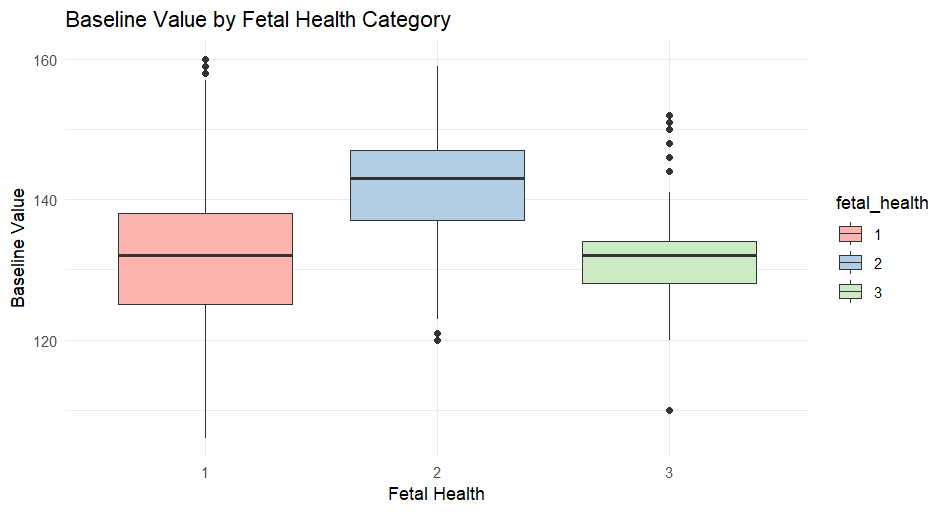 Baseline Value by Fetal Health Category
160
140
120
Baseline Value
1
2
3
Fetal Health
fetal_health
1
2
3